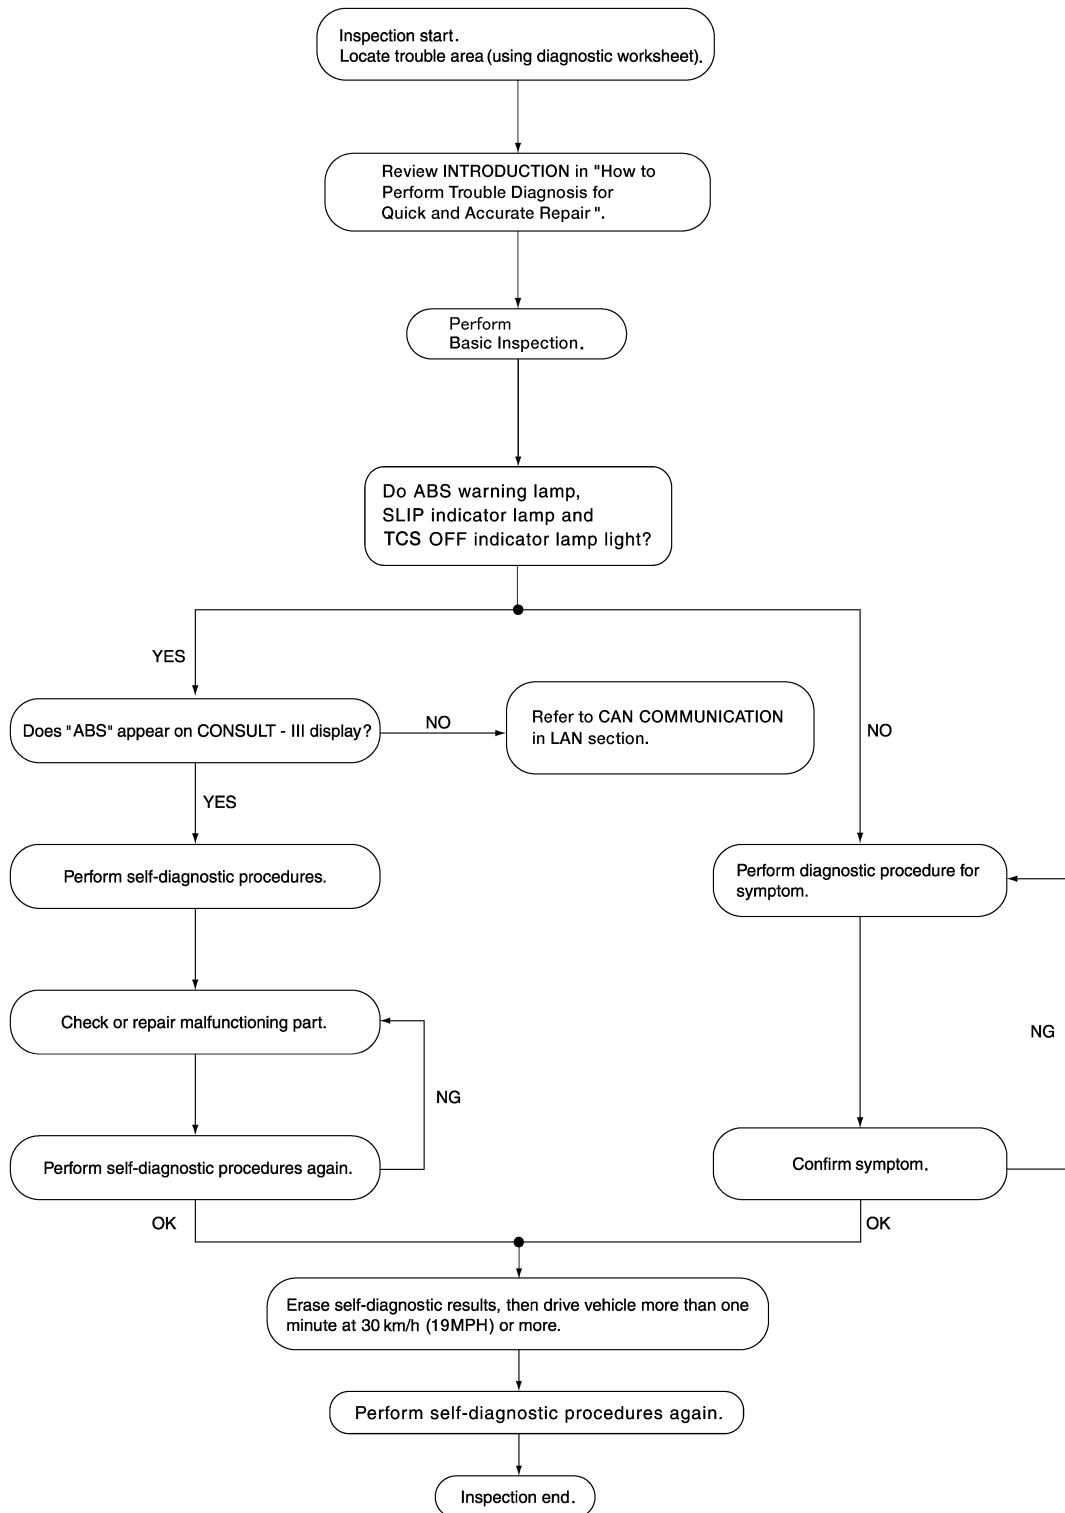 Inspection start.
Locate trouble area (using diagnostic worksheet).
Review INTRODUCTION in "How to
Perform Trouble Diagnosis for
Quick and Accurate Repair ".
Perform
Basic Inspection.
Do ABS warning lamp,
SLIP indicator lamp and
TCS OFF indicator lamp light?
YES
Does "ABS" appear on CONSULT - III display?
NO
Refer to CAN COMMUNICATION
in LAN section.
NO
YES
Perform self-diagnostic procedures.
Perform diagnostic procedure for
symptom.
Check or repair malfunctioning part.
NG
NG
Perform self-diagnostic procedures again.
Confirm symptom.
OK
OK
Erase self-diagnostic results, then drive vehicle more than one
minute at 30 km/h (19MPH) or more.
Perform self-diagnostic procedures again.
Inspection end.